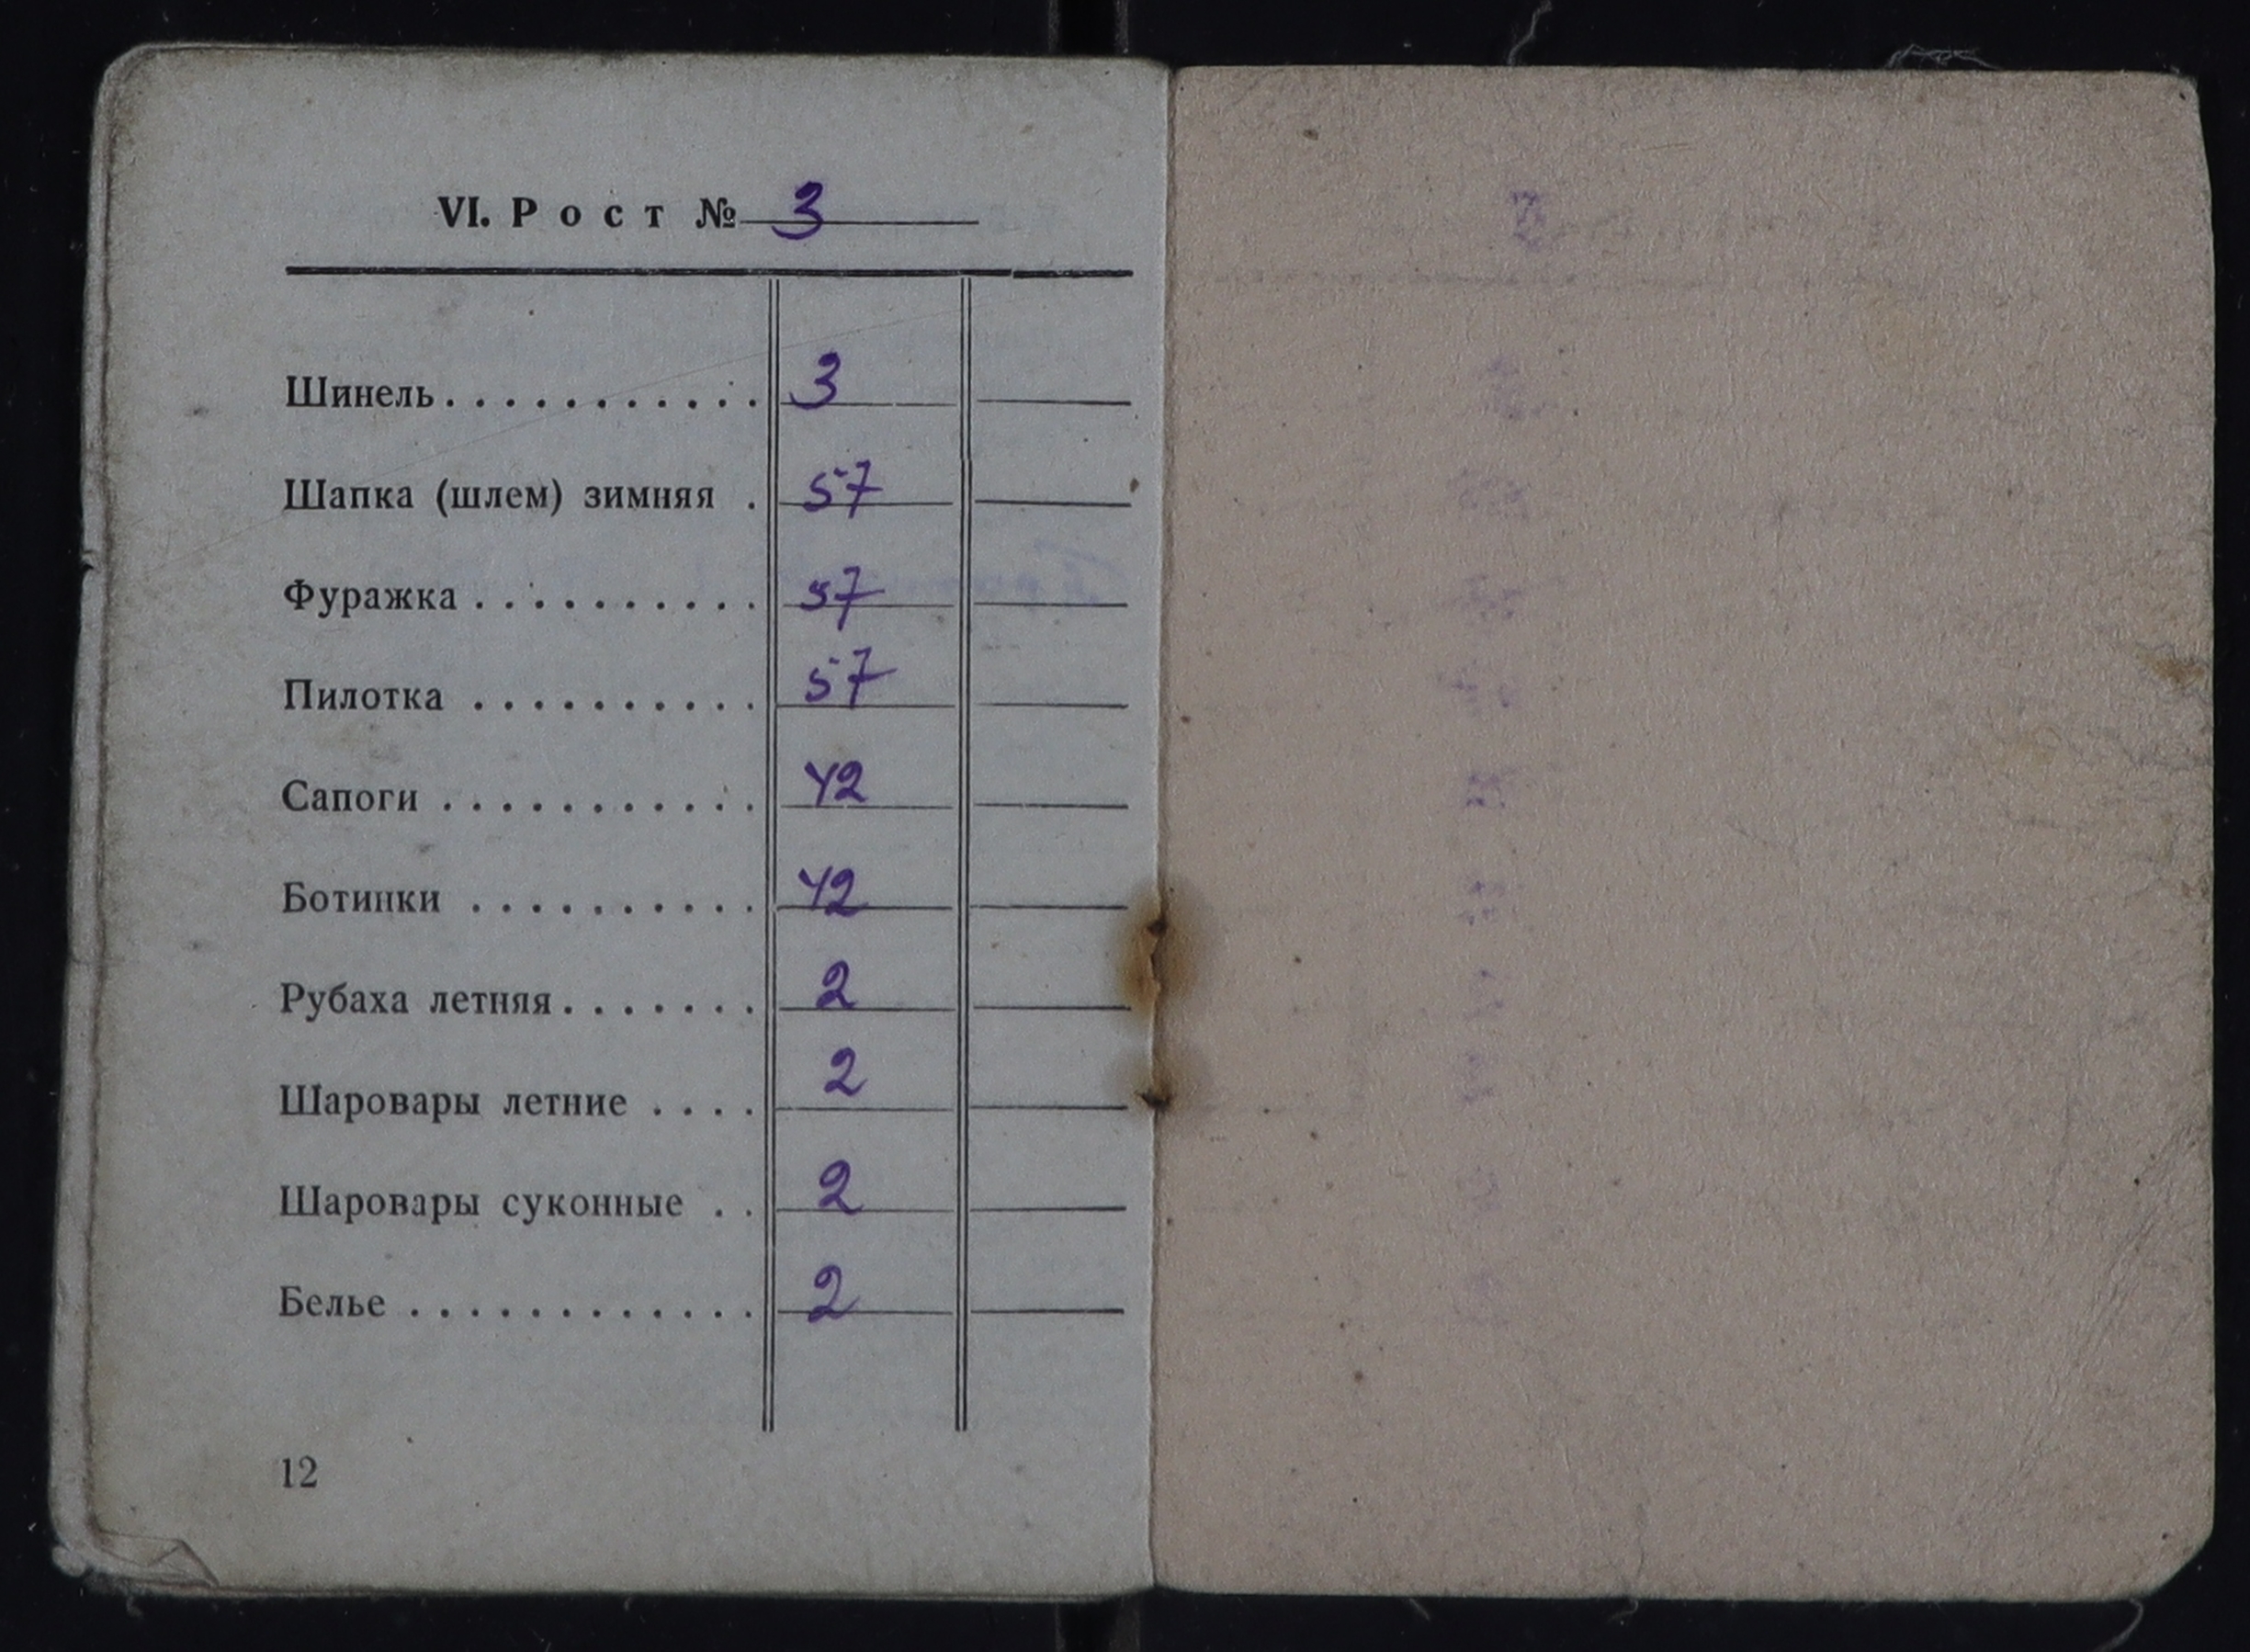 VI. Рост № 3
Шинель . . . . . . . . . . . 3
Шапка (шлем) зимняя . 57
Фуражка . . . . . . . . . . 57
Пилотка . . . . . . . . . . 57
Сапоги . . . . . . . . . . . 42
Ботинки . . . . . . . . . . 42
Рубаха летняя . . . . . . . 2
Шаровары летние . . . . 2
Шаровары суконные . . 2
Белье . . . . . . . . . . . . 2
12